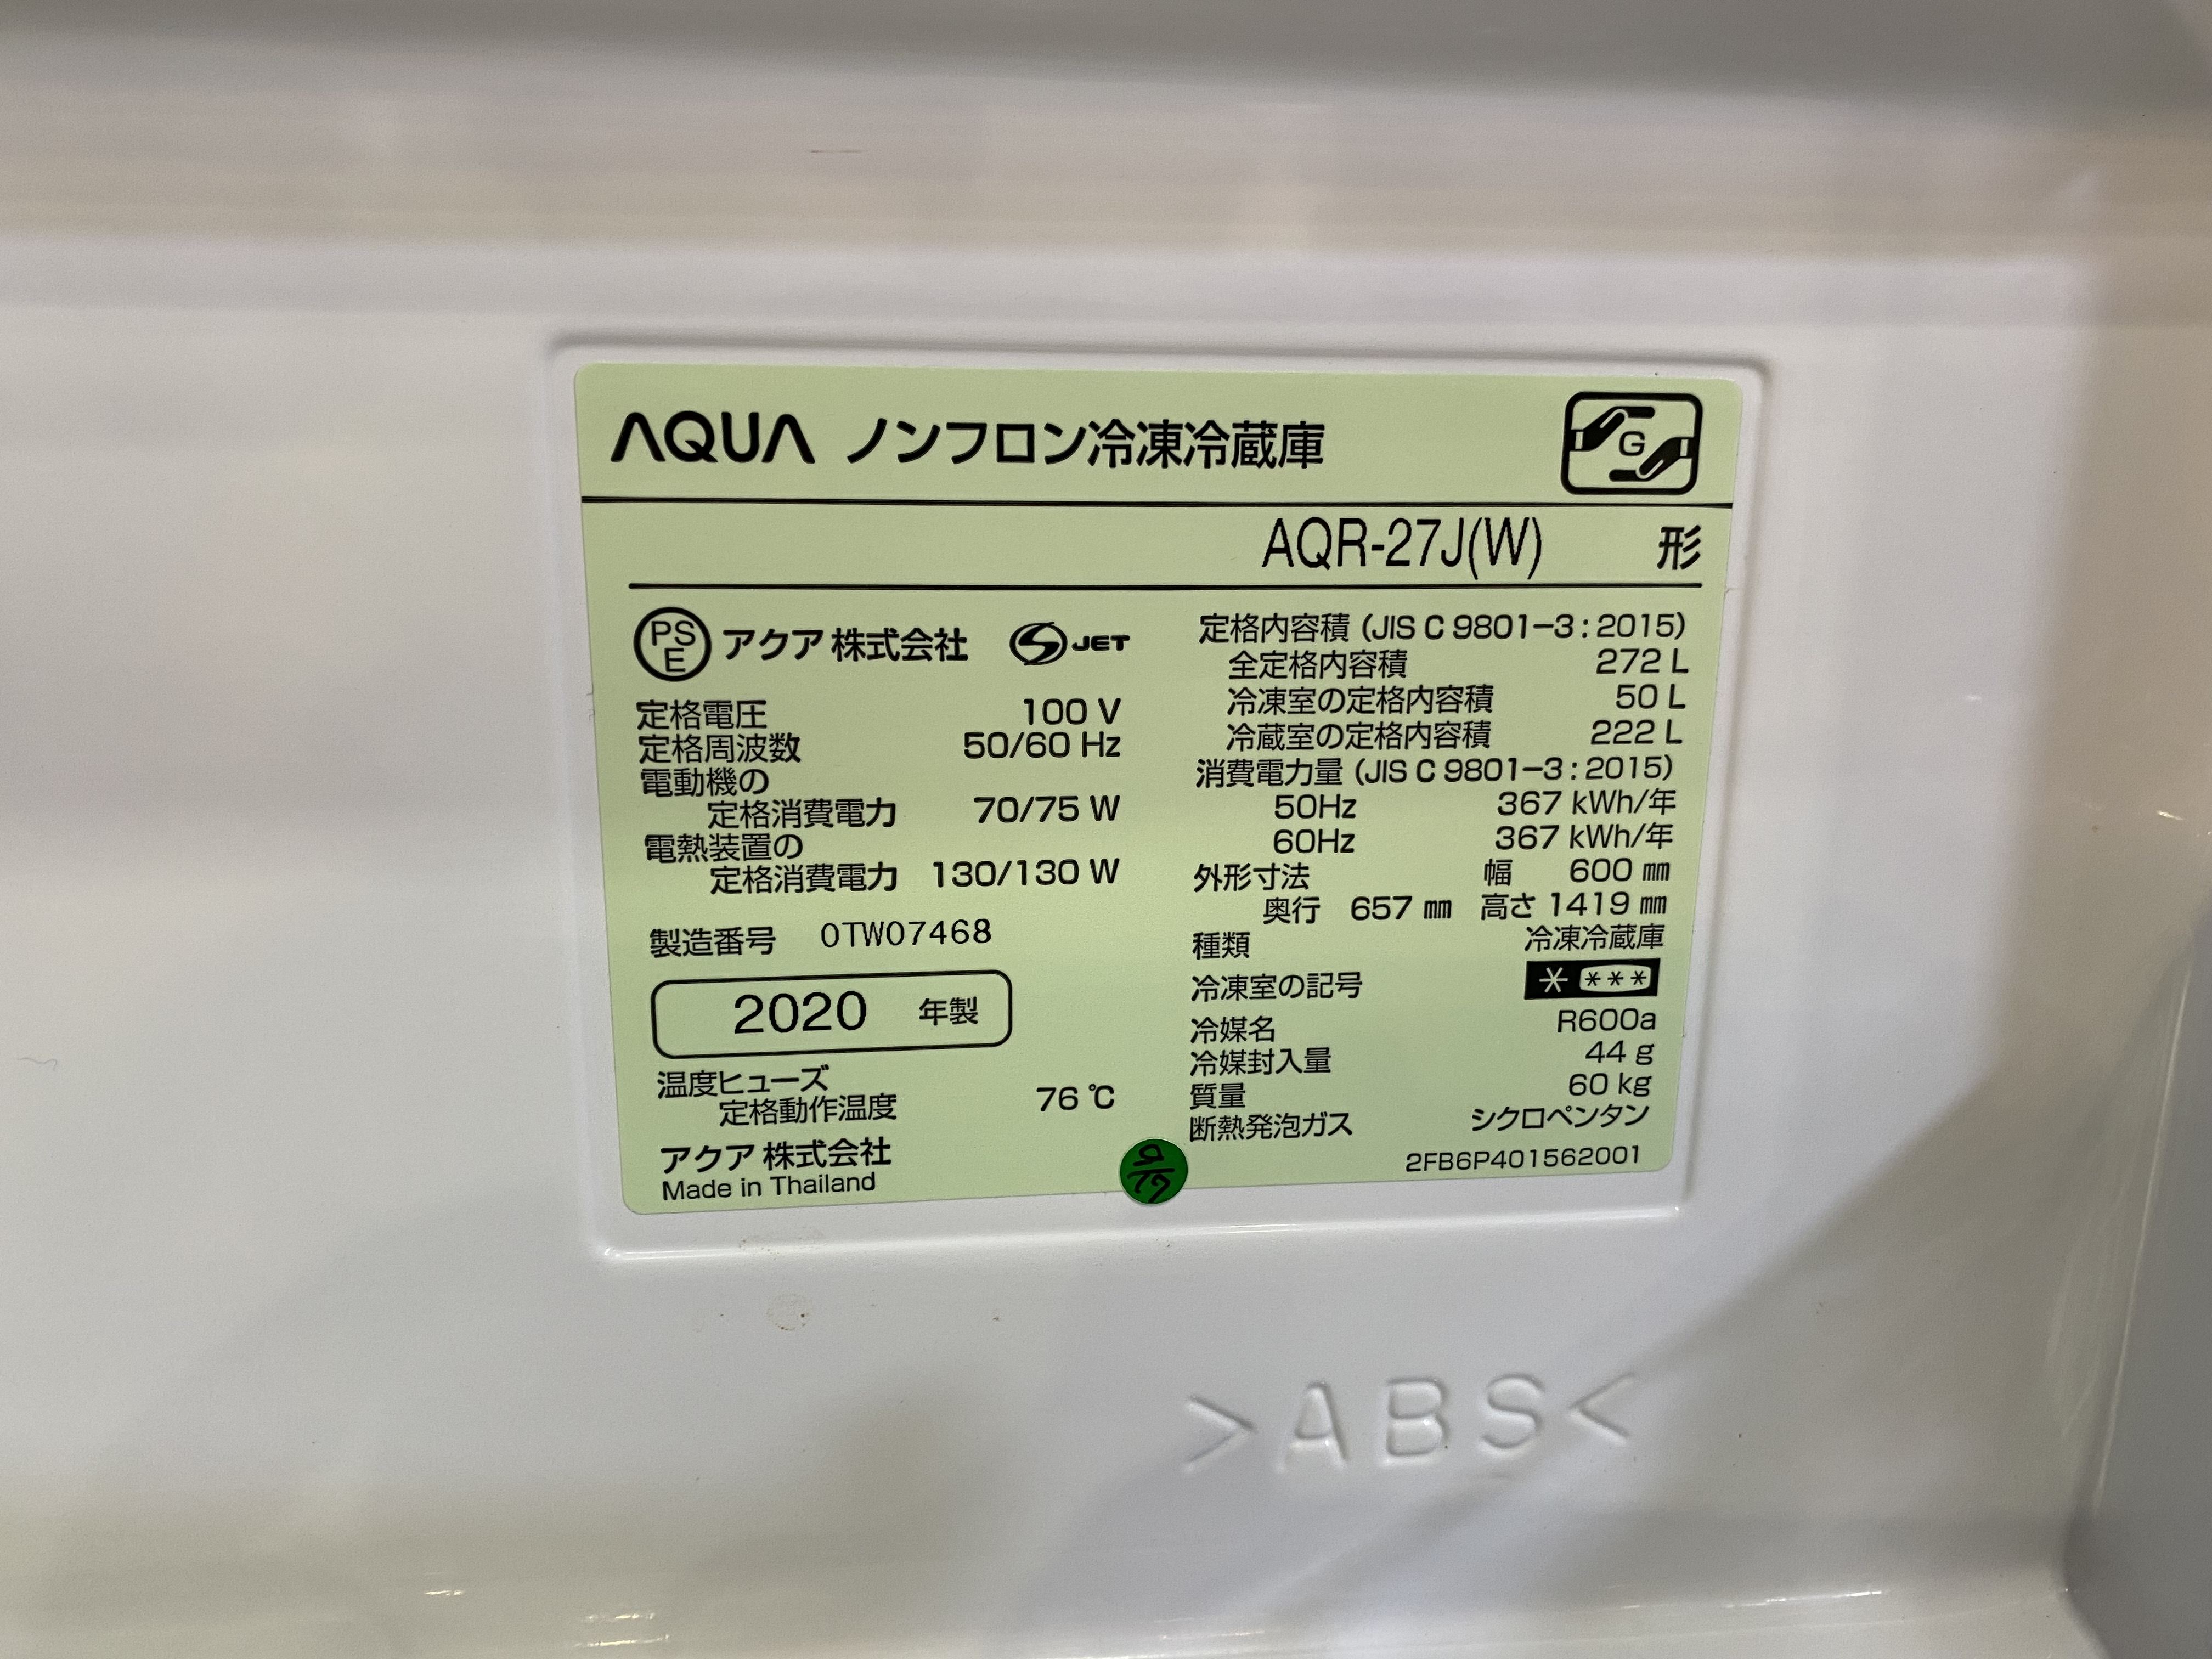 AQUA ノンフロン冷凍冷蔵庫
G
AQR-27J(W) 形
PS
E
アクア 株式会社 JET
定格電圧 100 V
定格周波数 50/60 Hz
電動機の
定格消費電力 70/75 W
電熱装置の
定格消費電力 130/130 W
製造番号 0TW07468
2020 年製
温度ヒューズ
定格動作温度 76 ℃
アクア 株式会社
Made in Thailand
定格内容積 (JIS C 9801-3 : 2015)
全定格内容積 272 L
冷凍室の定格内容積 50 L
冷蔵室の定格内容積 222 L
消費電力量 (JIS C 9801-3 : 2015)
50Hz 367 kWh/年
60Hz 367 kWh/年
外形寸法 幅 600 ㎜
奥行 657 ㎜ 高さ 1419 ㎜
種類 冷凍冷蔵庫
冷凍室の記号 * ***
冷媒名 R600a
冷媒封入量 44 g
質量 60 kg
断熱発泡ガス シクロペンタン
2FB6P401562001
>ABS<